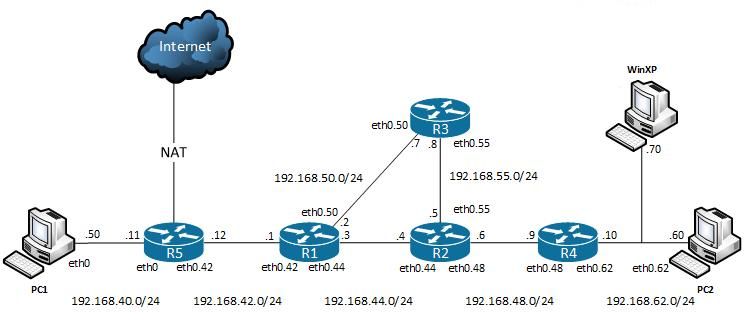 Internet
WinXP
eth0.50
R3
.70
.7
.8
eth0.55
NAT
192.168.50.0/24
192.168.55.0/24
eth0.50
.5
eth0.55
.2
.50
.11
.12
.1
.3
.4
.6
.9
.10
.60
R5
R1
R2
R4
eth0
eth0
eth0.42
eth0.42
eth0.44
eth0.44
eth0.48
eth0.48
eth0.62
eth0.62
PC1
PC2
192.168.40.0/24
192.168.42.0/24
192.168.44.0/24
192.168.48.0/24
192.168.62.0/24